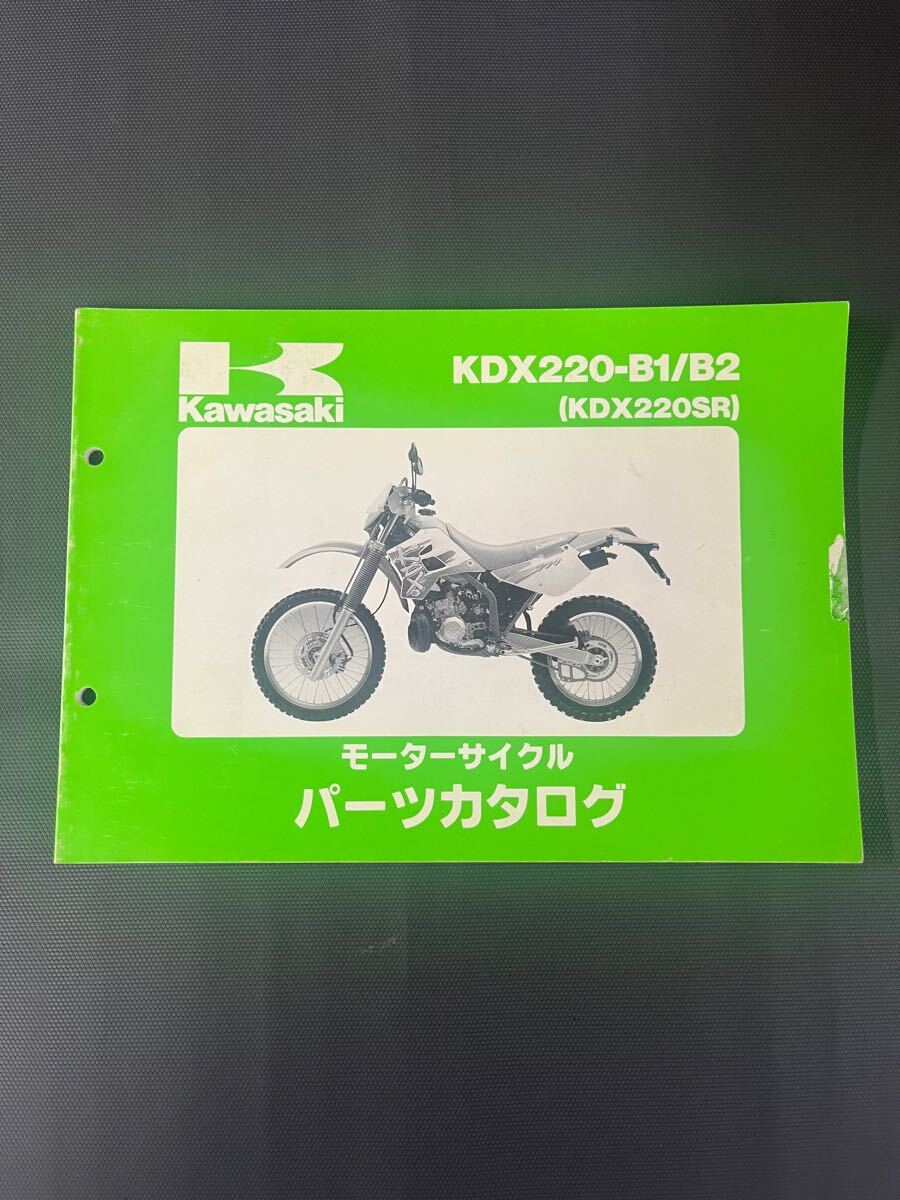 Kawasaki
KDX220-B1/B2
(KDX220SR)
KDX
モーターサイクル
パーツカタログ